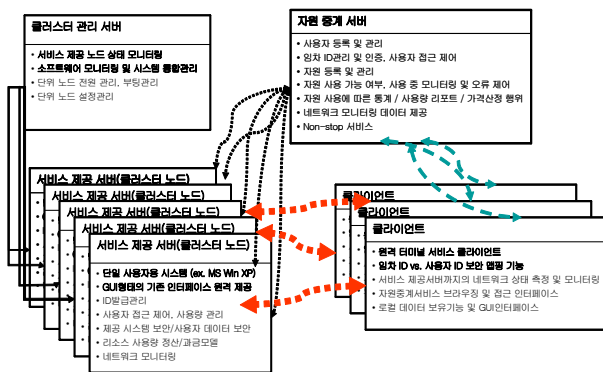 클러스터 관리 서버
• 서비스 제공 노드 상태 모니터링
• 소프트웨어 모니터링 및 시스템 통합관리
• 단위 노드 전원 관리, 부팅관리
• 단위 노드 설정관리
자원 중계 서버
• 사용자 등록 및 관리
• 임차 ID관리 및 인증, 사용자 접근 제어
• 자원 등록 및 관리
• 자원 사용 가능 여부, 사용 중 모니터링 및 오류 제어
• 자원 사용에 따른 통계 / 사용량 리포트 / 가격산정 행위
• 네트워크 모니터링 데이터 제공
• Non-stop 서비스
서비스 제공 서버(클러스터 노드)
서비스 제공 서버(클러스터 노드)
서비스 제공 서버(클러스터 노드)
서비스 제공 서버(클러스터 노드)
서비스 제공 서버(클러스터 노드)
• 단일 사용자용 시스템 (ex. MS Win XP)
• GUI형태의 기존 인터페이스 원격 제공
• ID발급관리
• 사용자 접근 제어, 사용량 관리
• 제공 시스템 보안/사용자 데이터 보안
• 리소스 사용량 정산/과금모델
• 네트워크 모니터링
클라이언트
클라이언트
클라이언트
• 원격 터미널 서비스 클라이언트
• 임차 ID vs. 사용자 ID 보안 맵핑 기능
• 서비스 제공서버까지의 네트워크 상태 측정 및 모니터링
• 자원중계서비스 브라우징 및 접근 인터페이스
• 로컬 데이터 보유기능 및 GUI인터페이스